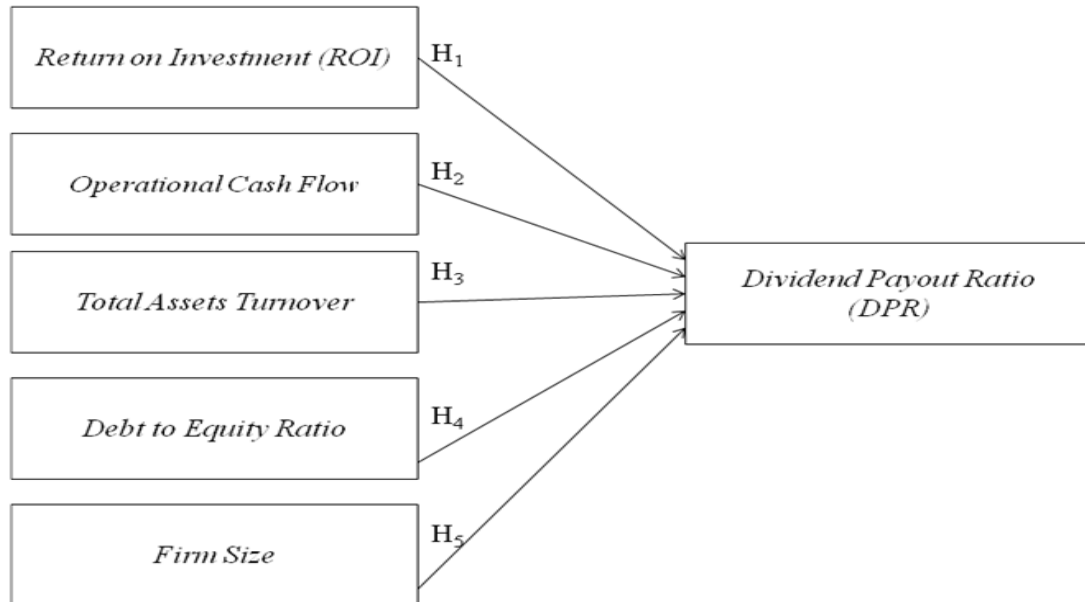 Return on Investment (ROI)
H₁
Operational Cash Flow
H₂
Total Assets Turnover
H₃
Dividend Payout Ratio
(DPR)
Debt to Equity Ratio
H₄
Firm Size
H₅